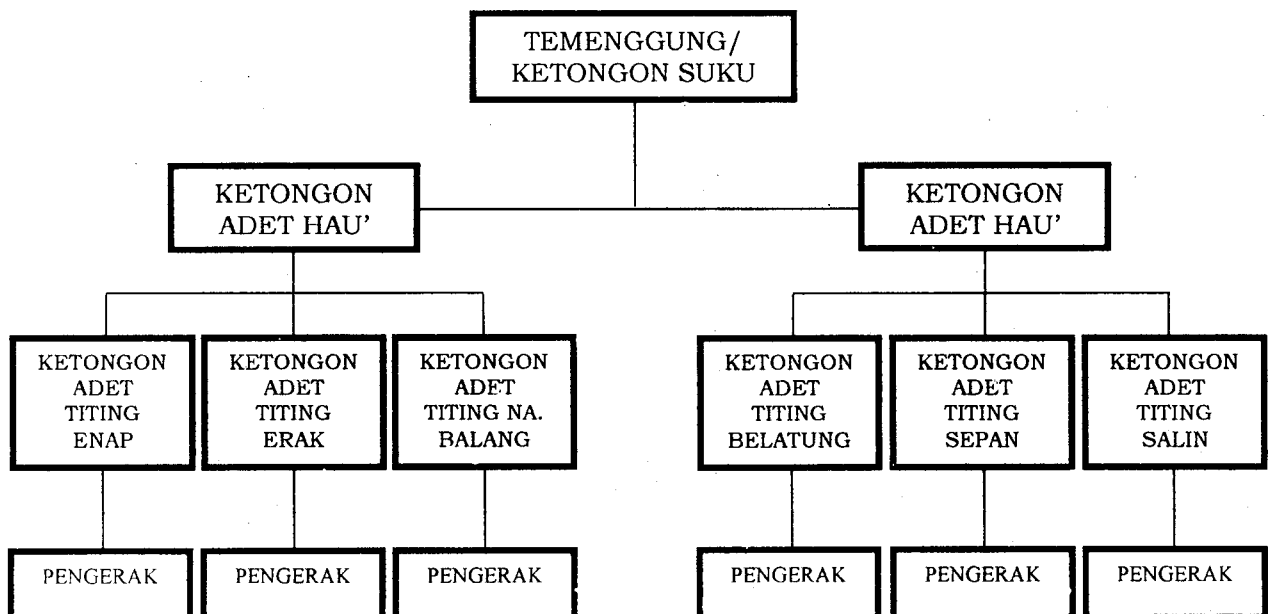 TEMENGGUNG/
KETONGON SUKU
KETONGON
ADET HAU'
KETONGON
ADET HAU'
KETONGON
ADET
TITING
ENAP
KETONGON
ADET
TITING
ERAK
KETONGON
ADET
TITING NA.
BALANG
KETONGON
ADET
TITING
BELATUNG
KETONGON
ADET
TITING
SEPAN
KETONGON
ADET
TITING
SALIN
PENGERAK
PENGERAK
PENGERAK
PENGERAK
PENGERAK
PENGERAK